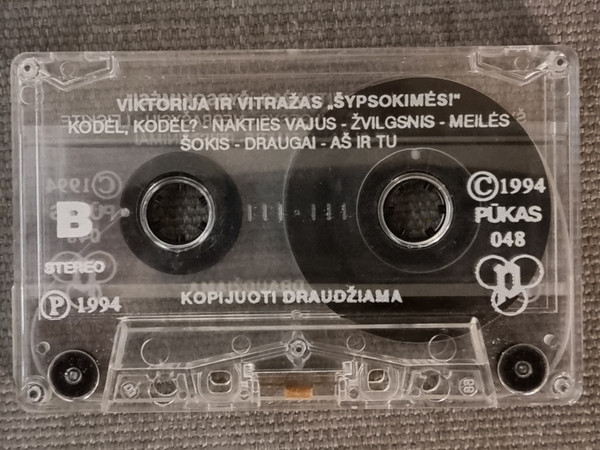 VIKTORIJA IR VITRAŽAS „ŠYPSOKIMĖSI"
KODĖL, KODĖL? - NAKTIES VAJUS - ŽVILGSNIS - MEILĖS
ŠOKIS - DRAUGAI - AŠ IR TU
B
STEREO
Ⓟ 1994
© 1994
PŪKAS
048
KOPIJUOTI DRAUDŽIAMA